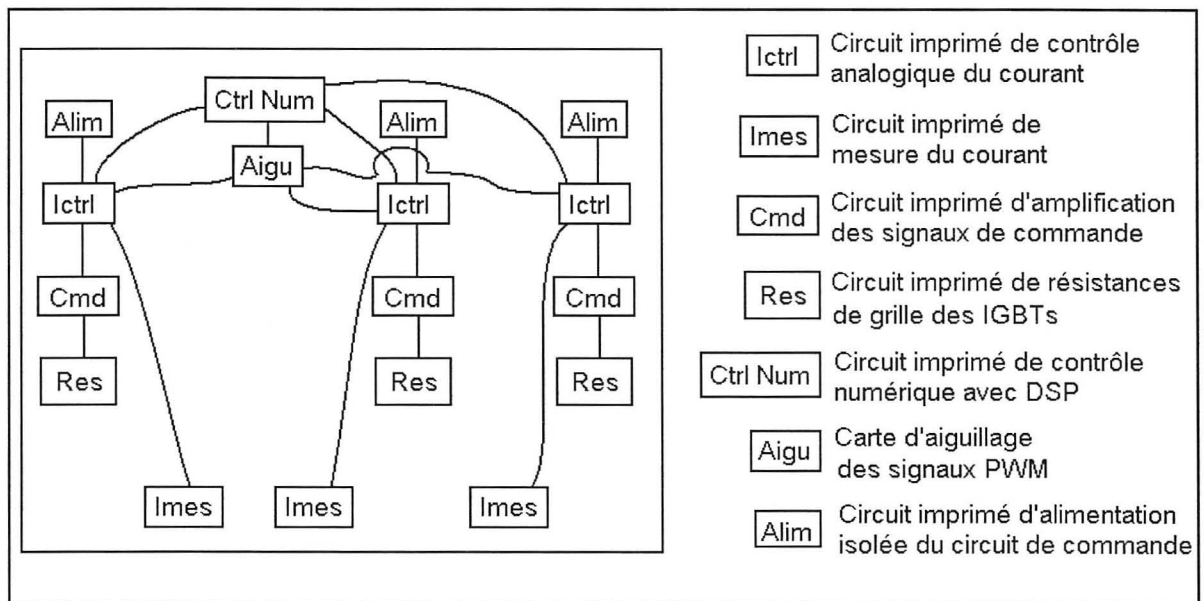 Ctrl Num
Alim
Alim
Alim
Aigu
Ictrl
Ictrl
Ictrl
Cmd
Cmd
Cmd
Res
Res
Res
Imes
Imes
Imes
Ictrl
Circuit imprimé de contrôle
analogique du courant
Imes
Circuit imprimé de
mesure du courant
Cmd
Circuit imprimé d'amplification
des signaux de commande
Res
Circuit imprimé de résistances
de grille des IGBTs
Ctrl Num
Circuit imprimé de contrôle
numérique avec DSP
Aigu
Carte d'aiguillage
des signaux PWM
Alim
Circuit imprimé d'alimentation
isolée du circuit de commande